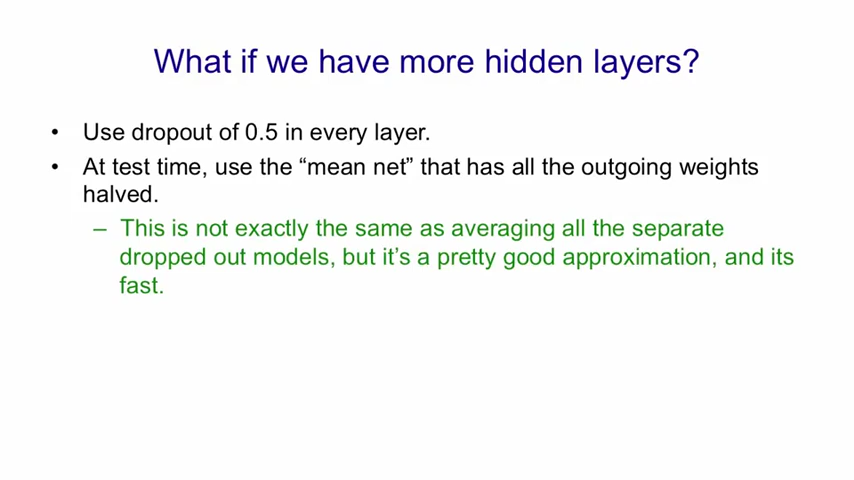 What if we have more hidden layers?
• Use dropout of 0.5 in every layer.
• At test time, use the “mean net” that has all the outgoing weights
halved.
– This is not exactly the same as averaging all the separate
dropped out models, but it’s a pretty good approximation, and its
fast.